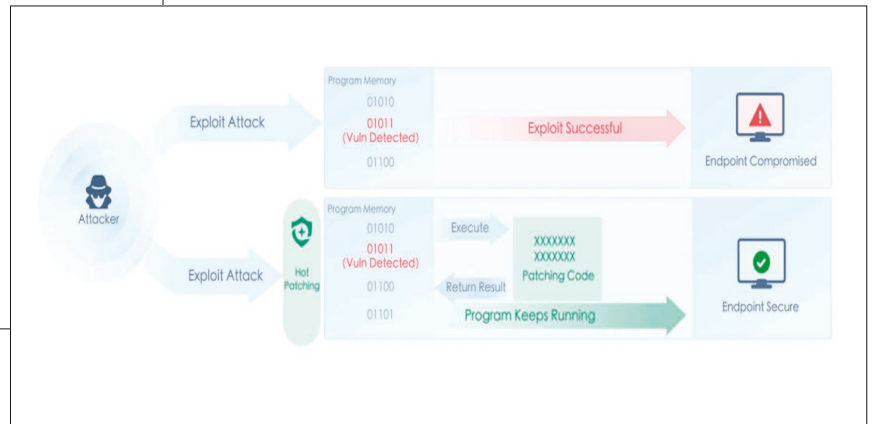 Program Memory
01010
01011
(Vuln Detected)
01100
Exploit Attack
Exploit Successful
Endpoint Compromised
Attacker
Program Memory
01010
01011
(Vuln Detected)
01100
01101
Exploit Attack
Hot
Patching
Execute
XXXXXXX
XXXXXXX
Patching Code
Return Result
Program Keeps Running
Endpoint Secure